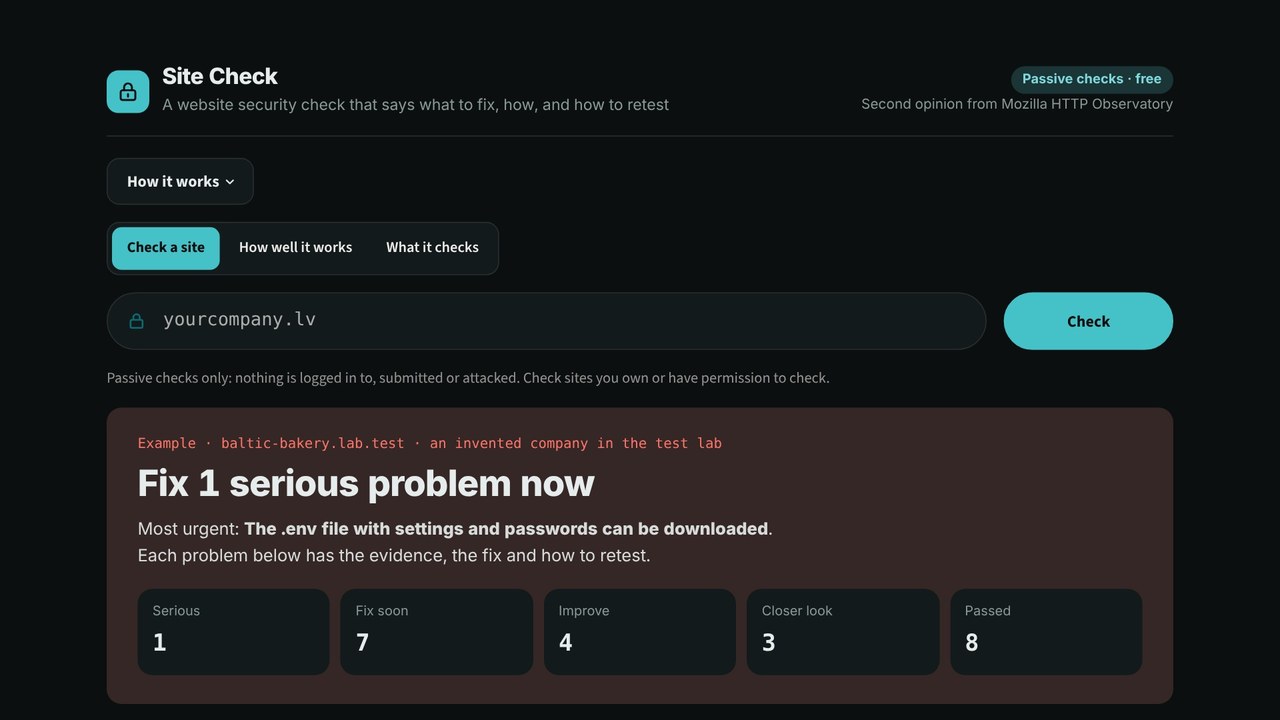 Site Check
A website security check that says what to fix, how, and how to retest
Passive checks · free
Second opinion from Mozilla HTTP Observatory
How it works
Check a site
How well it works
What it checks
yourcompany.lv
Check
Passive checks only: nothing is logged in to, submitted or attacked. Check sites you own or have permission to check.
Example · baltic-bakery.lab.test · an invented company in the test lab
Fix 1 serious problem now
Most urgent: The .env file with settings and passwords can be downloaded.
Each problem below has the evidence, the fix and how to retest.
Serious
1
Fix soon
7
Improve
4
Closer look
3
Passed
8